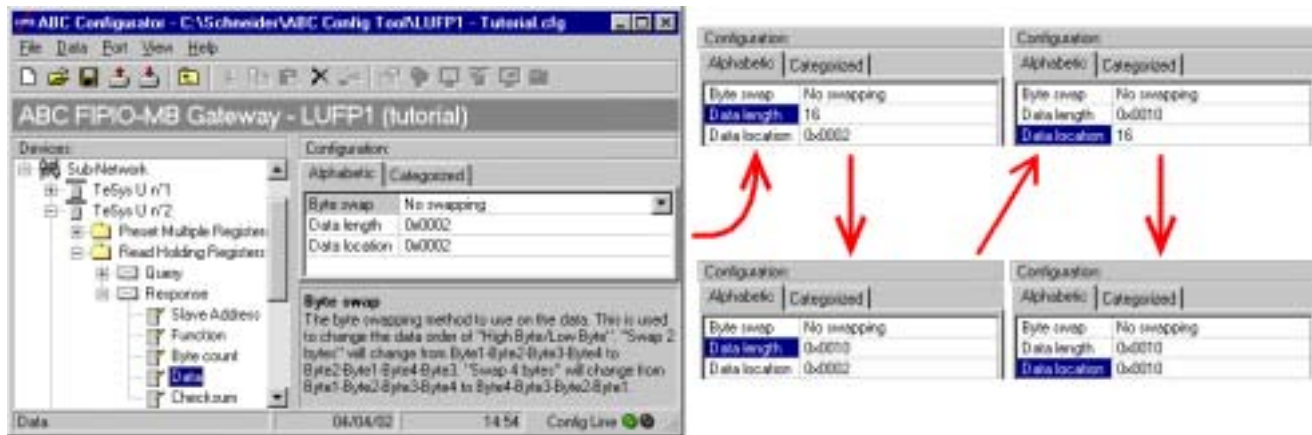 ABC Configurator - C:\Schneider\ABC Config Tool\LUFP1 - Tutorial.cfg
File Data Port View Help
ABC FIPIO-MB Gateway - LUFP1 (tutorial)
Devices:
Sub-Network
TeSys U n°1
TeSys U n°2
Preset Multiple Register
Read Holding Registers
Query
Response
Slave Address
Function
Byte count
Data
Checksum
Configuration:
Alphabetic Categorized
Byte swap No swapping
Data length 0x0002
Data location 0x0002
Byte swap
The byte swapping method to use on the data. This is used
to change the data order of "High Byte/Low Byte". "Swap 2
bytes" will change from Byte1-Byte2-Byte3-Byte4 to
Byte2-Byte1-Byte4-Byte3. "Swap 4 bytes" will change from
Byte1-Byte2-Byte3-Byte4 to Byte4-Byte3-Byte2-Byte1.
Data 04/04/02 14:54 Config Line
Configuration:
Alphabetic Categorized
Byte swap No swapping
Data length 16
Data location 0x0002
Configuration:
Alphabetic Categorized
Byte swap No swapping
Data length 0x0010
Data location 16
Configuration:
Alphabetic Categorized
Byte swap No swapping
Data length 0x0010
Data location 0x0002
Configuration:
Alphabetic Categorized
Byte swap No swapping
Data length 0x0010
Data location 0x0010